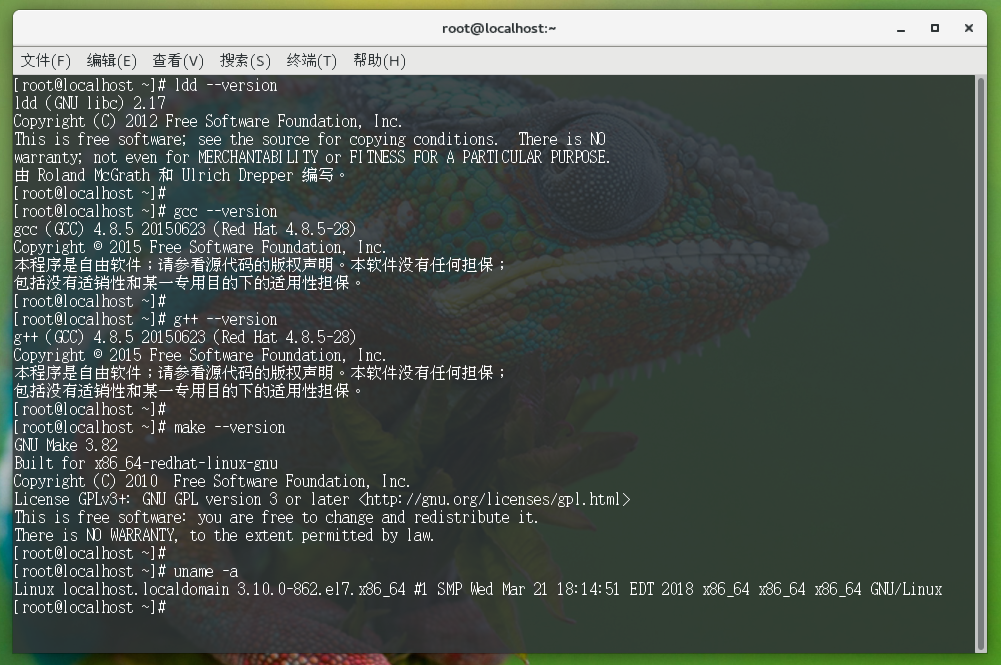 root@localhost:~
文件(F) 编辑(E) 查看(V) 搜索(S) 终端(T) 帮助(H)
[root@localhost ~]# ldd --version
ldd (GNU libc) 2.17
Copyright (C) 2012 Free Software Foundation, Inc.
This is free software; see the source for copying conditions.  There is NO
warranty; not even for MERCHANTABILITY or FITNESS FOR A PARTICULAR PURPOSE.
由 Roland McGrath 和 Ulrich Drepper 编写。
[root@localhost ~]#
[root@localhost ~]# gcc --version
gcc (GCC) 4.8.5 20150623 (Red Hat 4.8.5-28)
Copyright © 2015 Free Software Foundation, Inc.
本程序是自由软件；请参看源代码的版权声明。本软件没有任何担保；
包括没有适销性和某一专用目的下的适用性担保。
[root@localhost ~]#
[root@localhost ~]# g++ --version
g++ (GCC) 4.8.5 20150623 (Red Hat 4.8.5-28)
Copyright © 2015 Free Software Foundation, Inc.
本程序是自由软件；请参看源代码的版权声明。本软件没有任何担保；
包括没有适销性和某一专用目的下的适用性担保。
[root@localhost ~]#
[root@localhost ~]# make --version
GNU Make 3.82
Built for x86_64-redhat-linux-gnu
Copyright (C) 2010  Free Software Foundation, Inc.
License GPLv3+: GNU GPL version 3 or later <http://gnu.org/licenses/gpl.html>
This is free software: you are free to change and redistribute it.
There is NO WARRANTY, to the extent permitted by law.
[root@localhost ~]#
[root@localhost ~]# uname -a
Linux localhost.localdomain 3.10.0-862.el7.x86_64 #1 SMP Wed Mar 21 18:14:51 EDT 2018 x86_64 x86_64 x86_64 GNU/Linux
[root@localhost ~]#